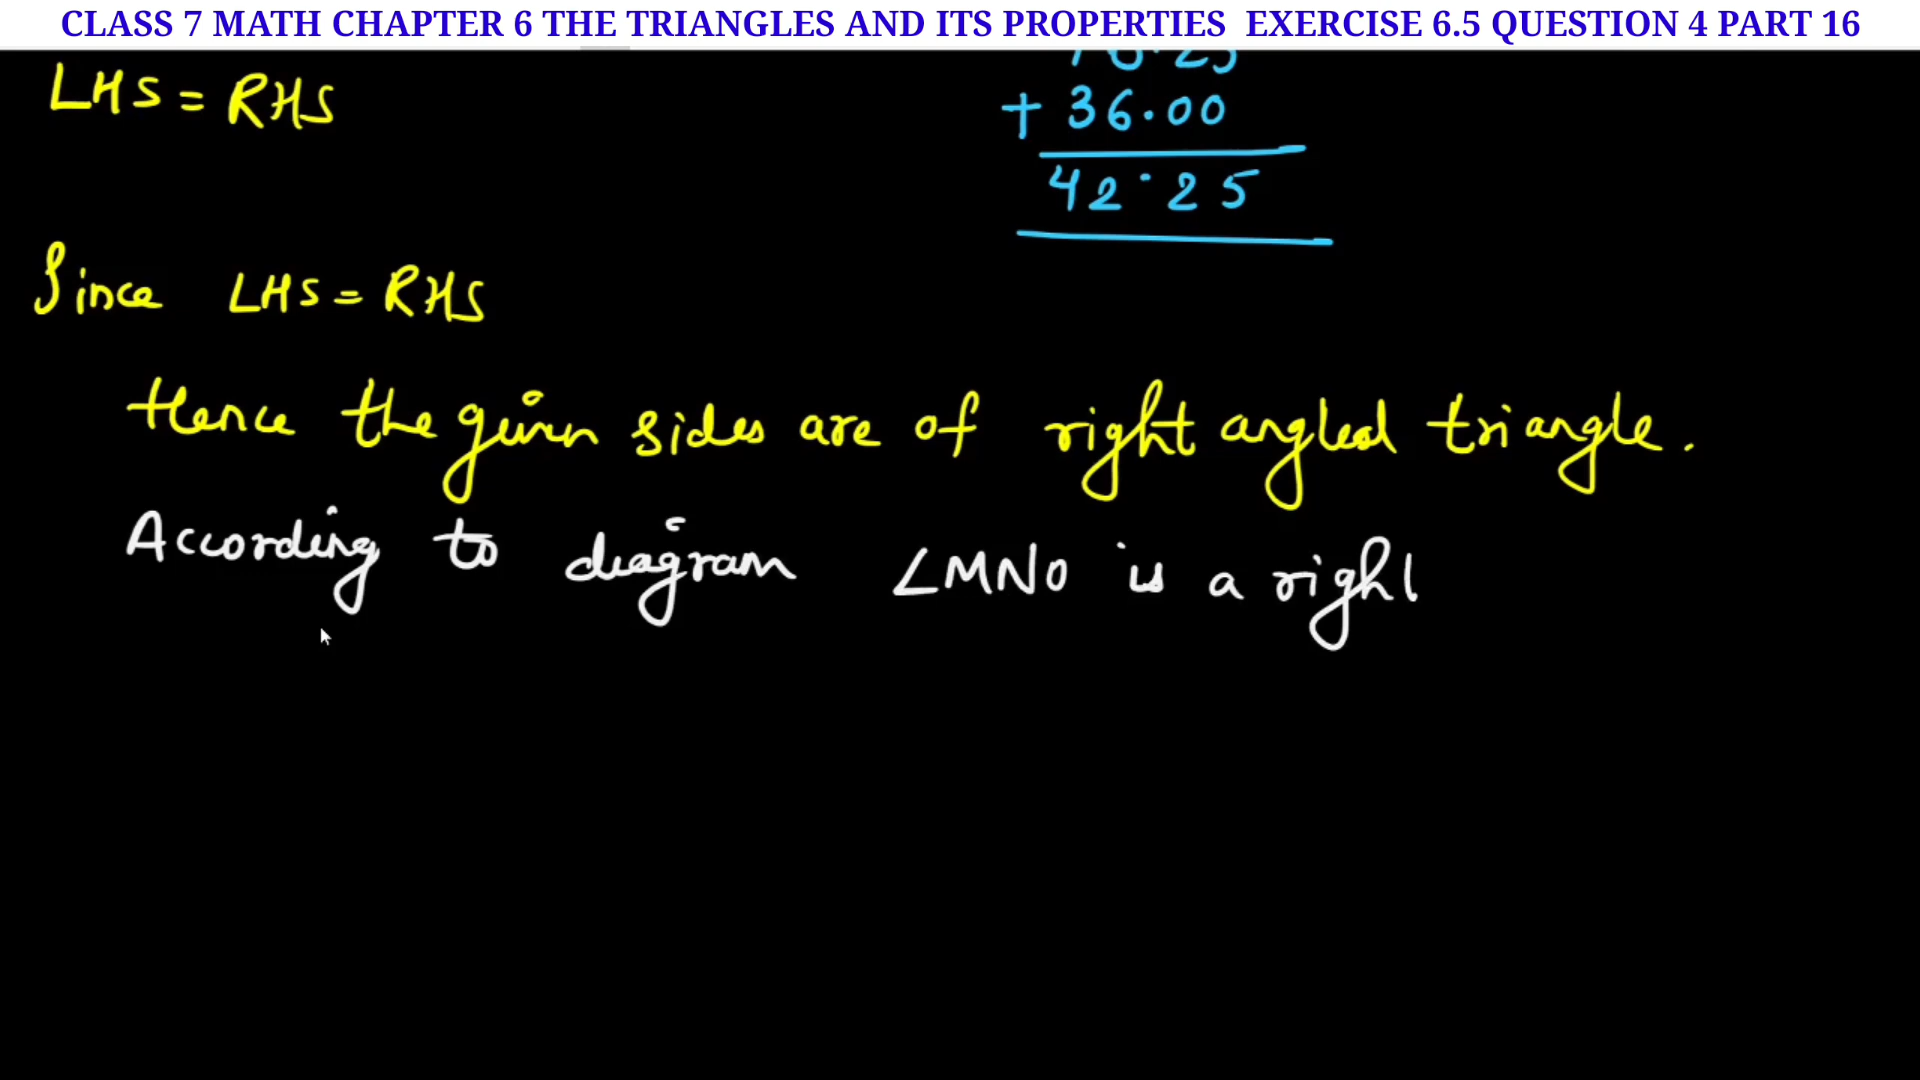 CLASS 7 MATH CHAPTER 6 THE TRIANGLES AND ITS PROPERTIES EXERCISE 6.5 QUESTION 4 PART 16
LHS = RHS
+ 36.00
42.25
Since LHS = RHS
Hence the given sides are of right angled triangle.
According to diagram ∠MNO is a right